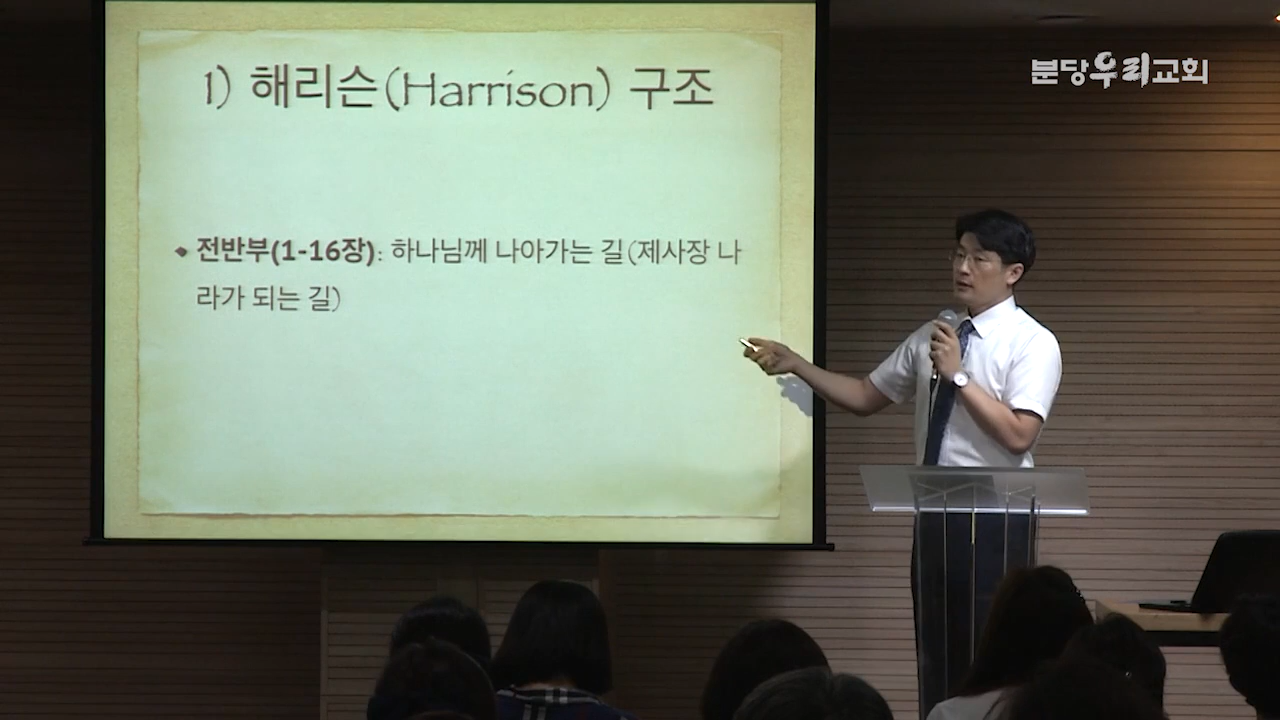 1) 해리슨(Harrison) 구조
분당우리교회
전반부(1-16장): 하나님께 나아가는 길(제사장 나
라가 되는 길)